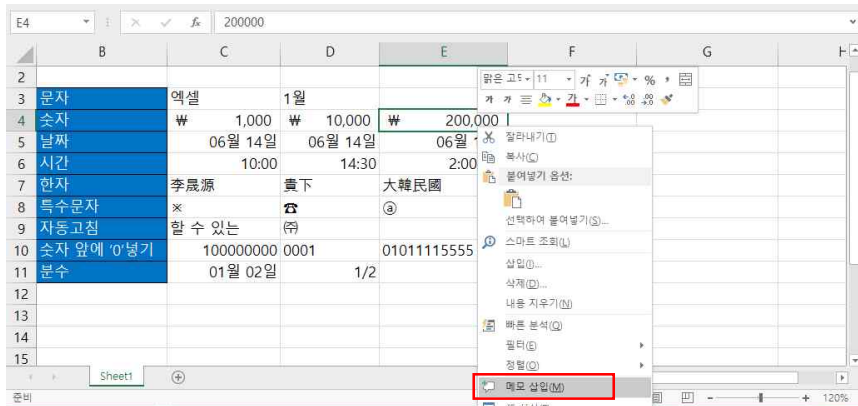 E4 fx 200000
B C D E F G H
맑은 고딕 11 가 가 % ,
가 가 가
2
3 문자 엑셀 1월
4 숫자 ₩ 1,000 ₩ 10,000 ₩ 200,000
5 날짜 06월 14일 06월 14일 06월
6 시간 10:00 14:30 2:00
7 한자 李晟源 貴下 大韓民國
8 특수문자 ※ ☎ ⓐ
9 자동고침 할 수 있는 ㈜
10 숫자 앞에 '0'넣기 100000000 0001 01011115555
11 분수 01월 02일 1/2
12
13
14
15
잘라내기(T)
복사(C)
붙여넣기 옵션:
선택하여 붙여넣기(S)...
스마트 조회(L)
삽입(I)...
삭제(D)...
내용 지우기(N)
빠른 분석(Q)
필터(E)
정렬(O)
메모 삽입(M)
Sheet1
준비 120%